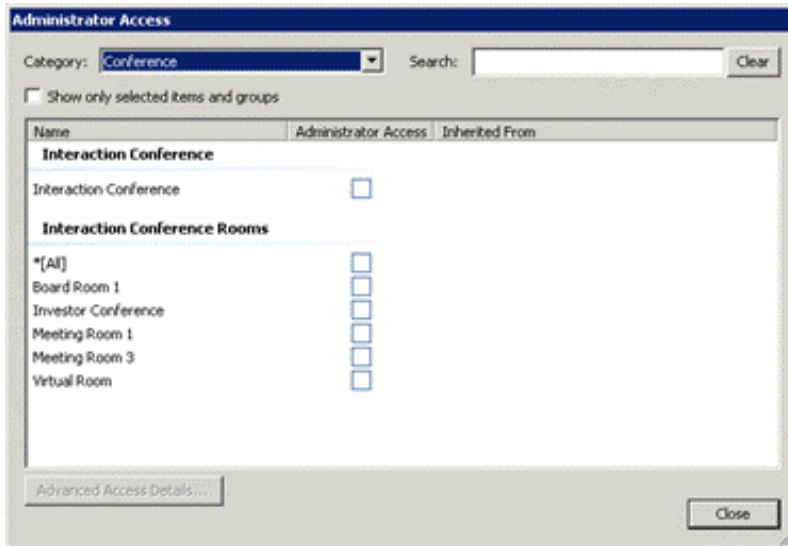 Administrator Access
Category: Conference Search: Clear
Show only selected items and groups
Name Administrator Access Inherited From
Interaction Conference
Interaction Conference
Interaction Conference Rooms
*[All]
Board Room 1
Investor Conference
Meeting Room 1
Meeting Room 3
Virtual Room
Advanced Access Details...
Close